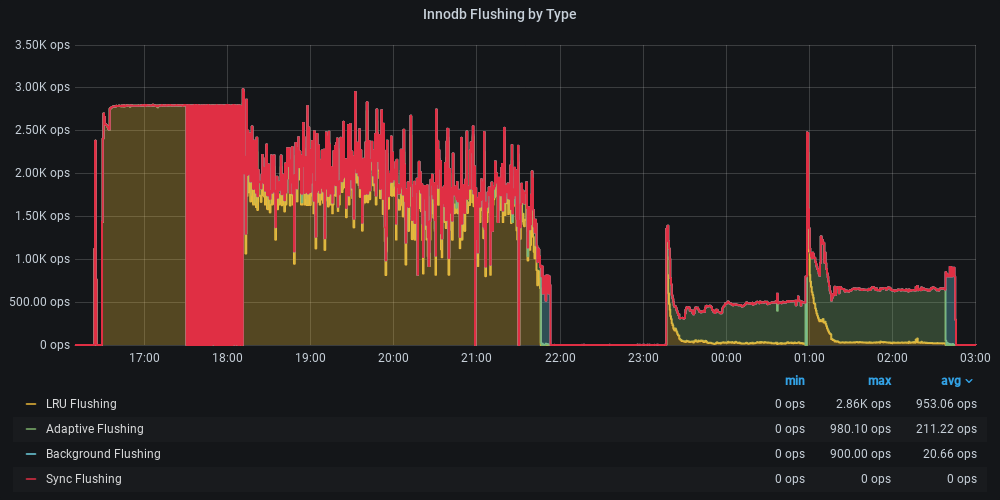 Innodb Flushing by Type
3.50K ops
3.00K ops
2.50K ops
2.00K ops
1.50K ops
1.00K ops
500.00 ops
0 ops
17:00 18:00 19:00 20:00 21:00 22:00 23:00 00:00 01:00 02:00 03:00
min max avg
LRU Flushing 0 ops 2.86K ops 953.06 ops
Adaptive Flushing 0 ops 980.10 ops 211.22 ops
Background Flushing 0 ops 900.00 ops 20.66 ops
Sync Flushing 0 ops 0 ops 0 ops